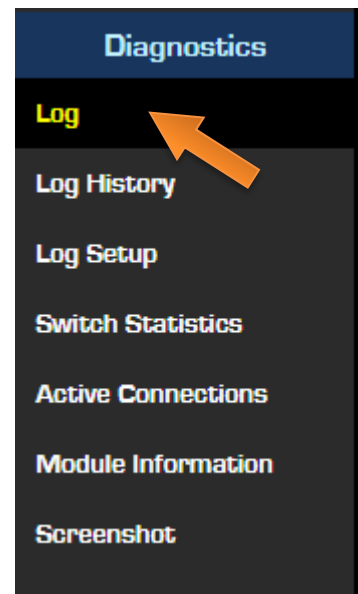 Diagnostics
Log
Log History
Log Setup
Switch Statistics
Active Connections
Module Information
Screenshot